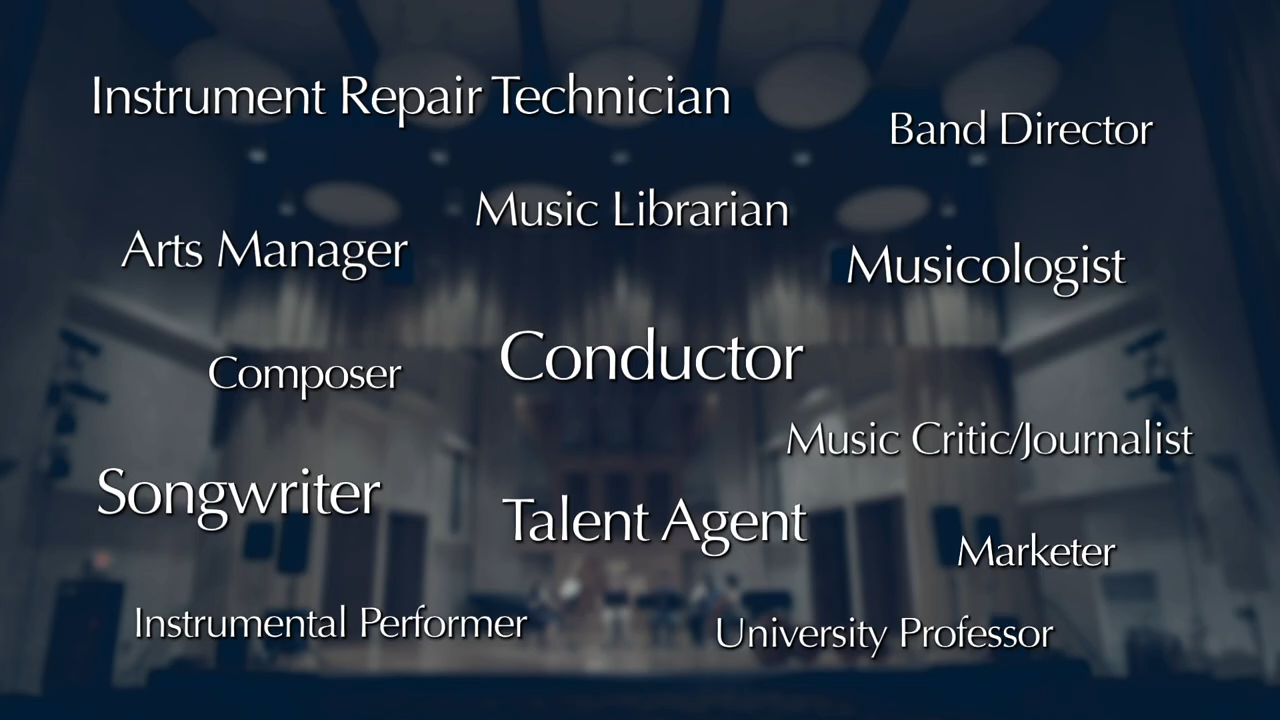 Instrument Repair Technician
Band Director
Music Librarian
Arts Manager
Musicologist
Conductor
Composer
Music Critic/Journalist
Songwriter
Talent Agent
Marketer
Instrumental Performer
University Professor